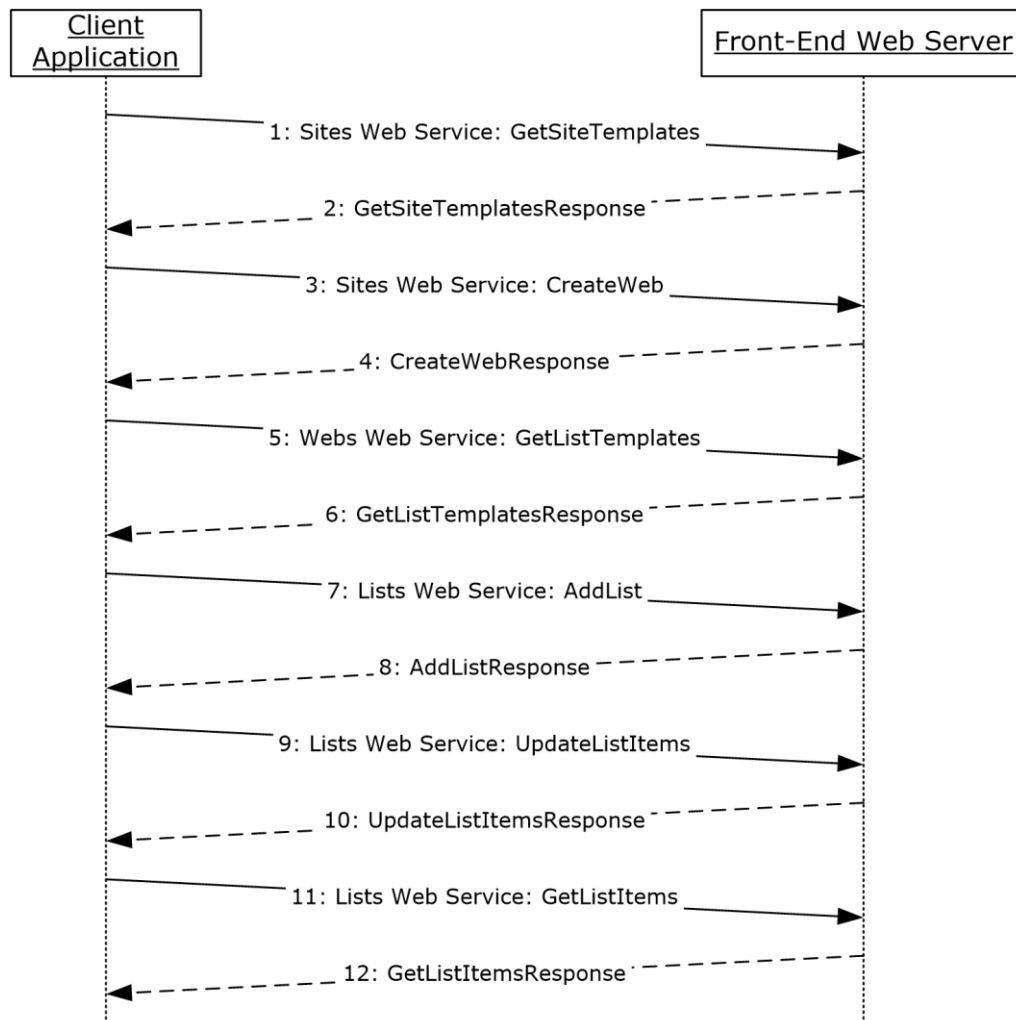 Client
Application
Front-End Web Server
1: Sites Web Service: GetSiteTemplates
2: GetSiteTemplatesResponse
3: Sites Web Service: CreateWeb
4: CreateWebResponse
5: Webs Web Service: GetListTemplates
6: GetListTemplatesResponse
7: Lists Web Service: AddList
8: AddListResponse
9: Lists Web Service: UpdateListItems
10: UpdateListItemsResponse
11: Lists Web Service: GetListItems
12: GetListItemsResponse